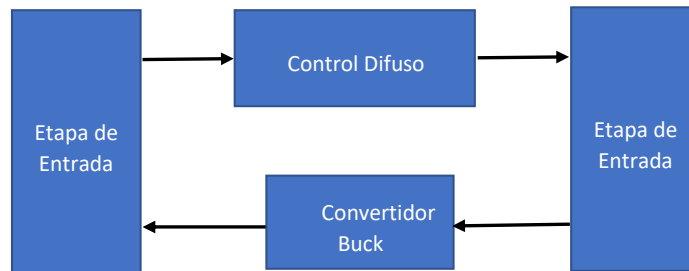 Control Difuso
Etapa de
Entrada
Etapa de
Entrada
Convertidor
Buck